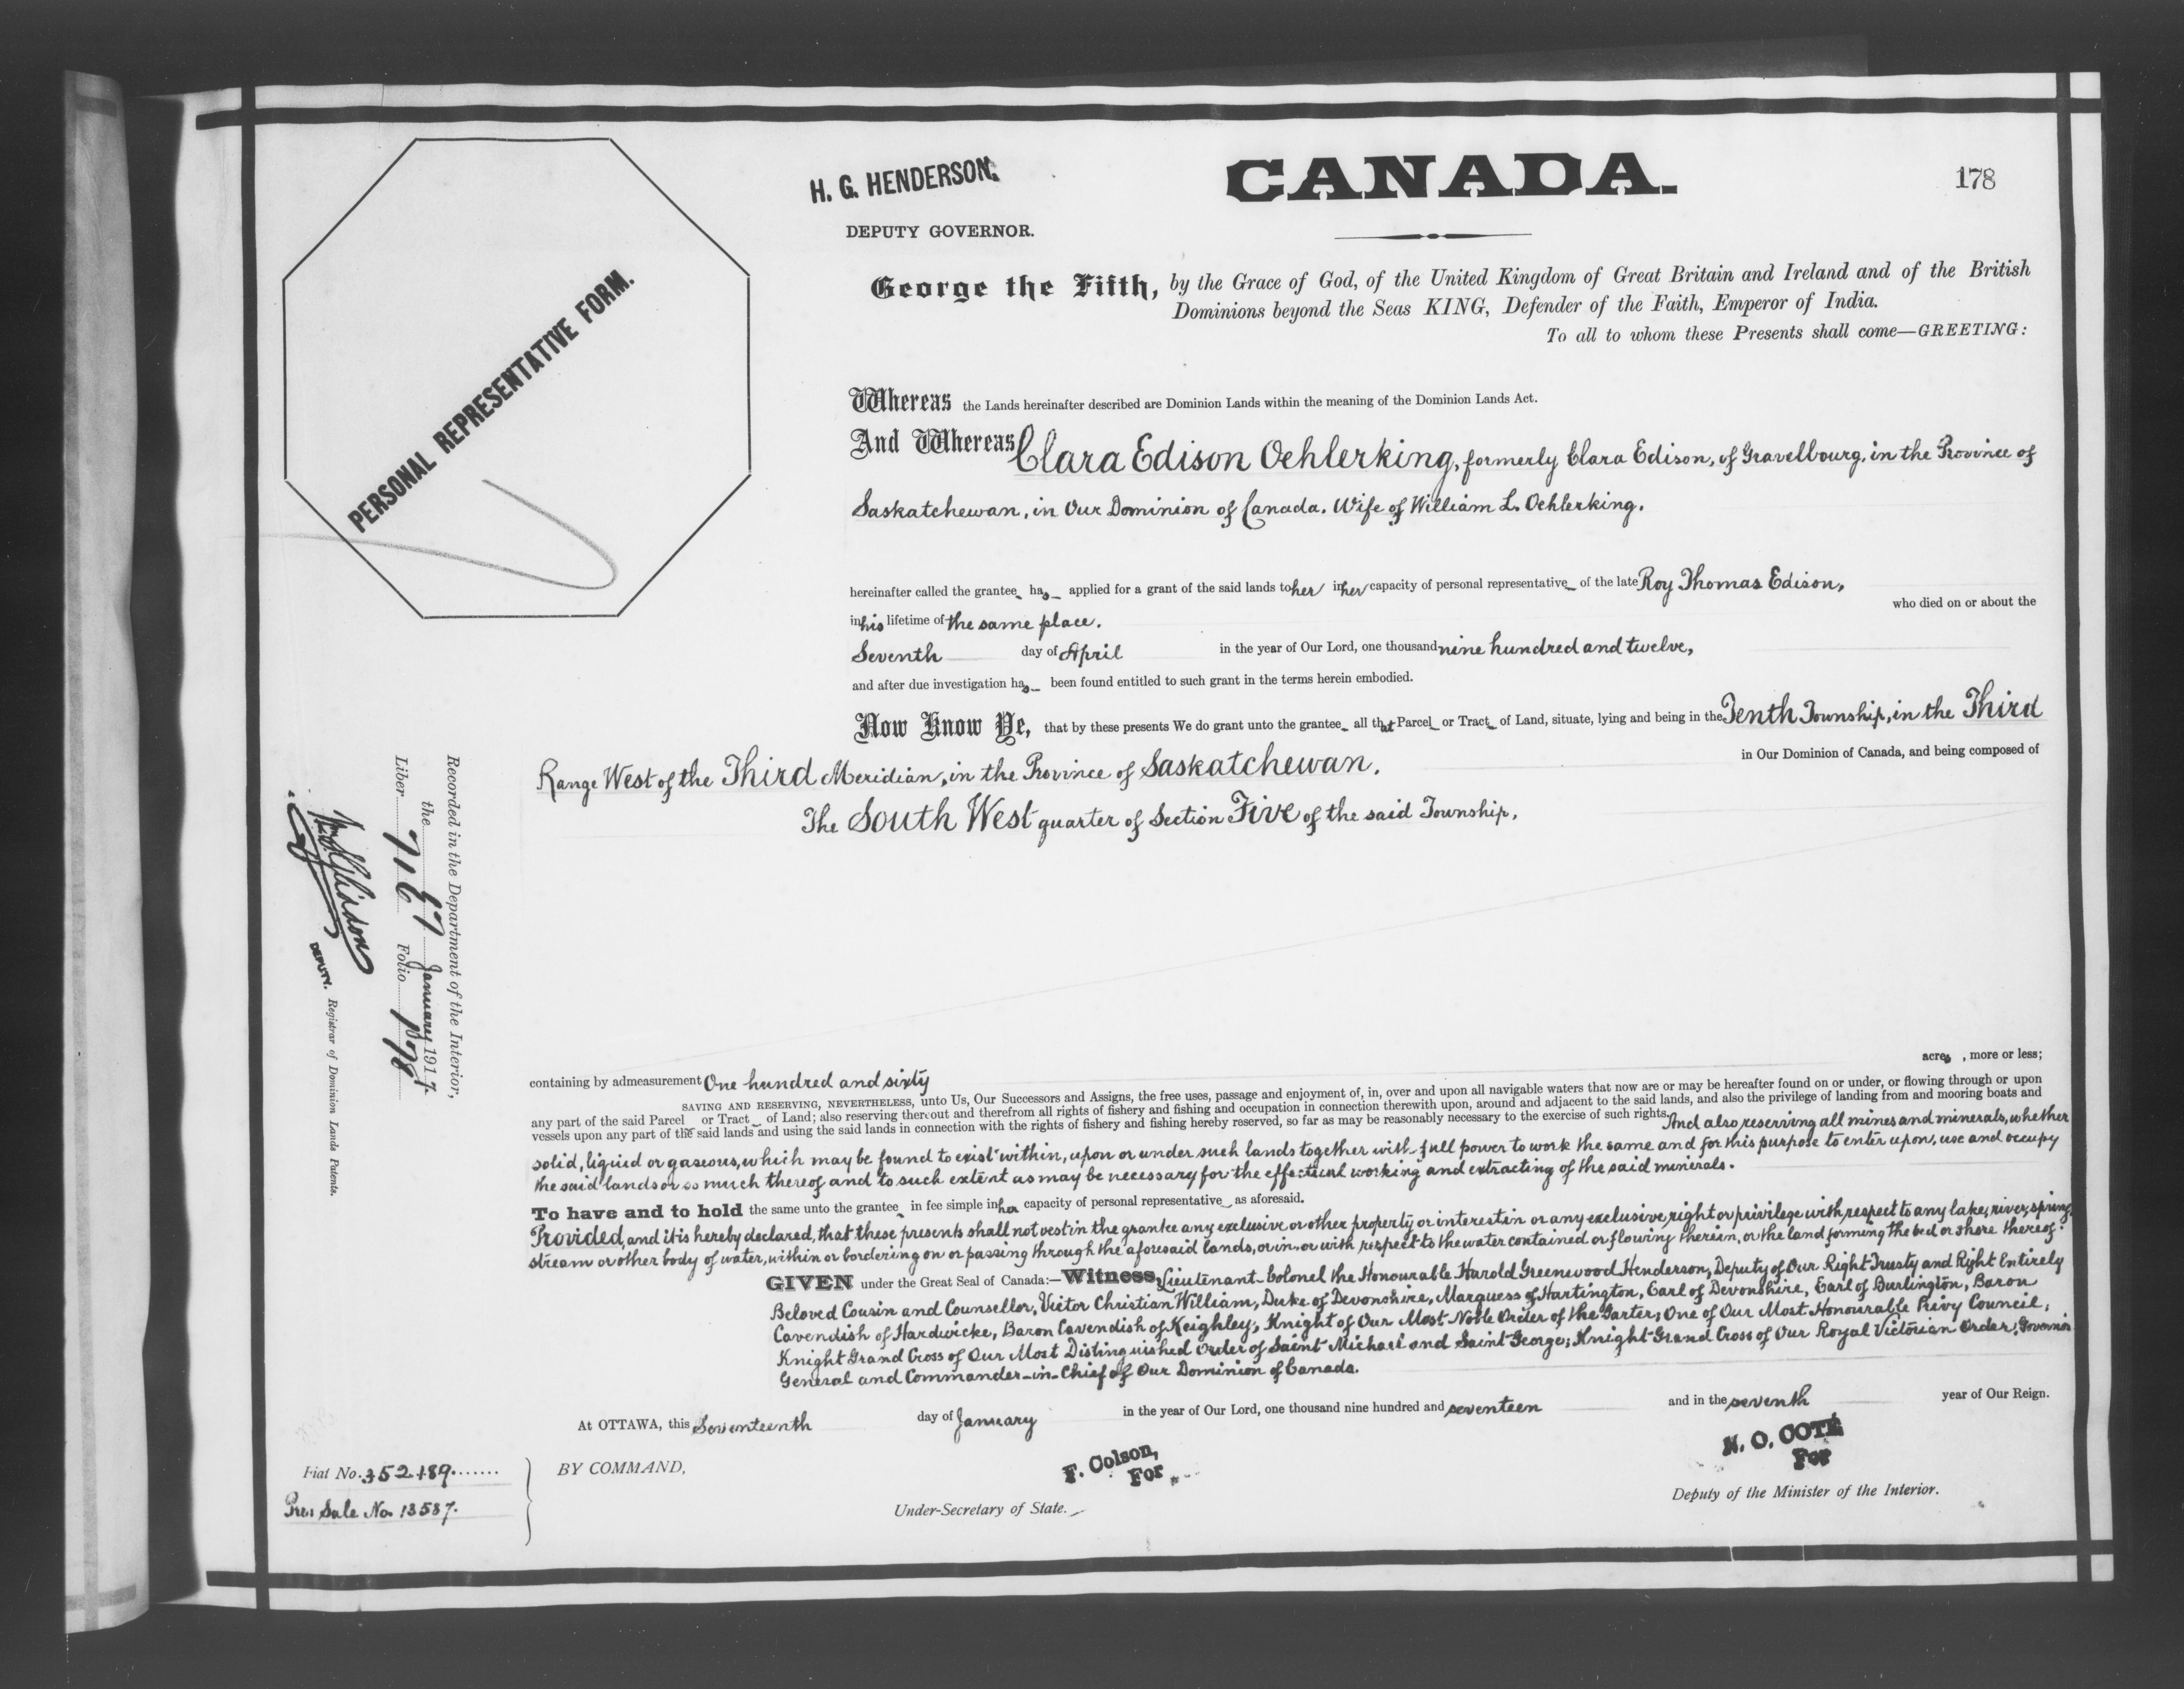 H. G. HENDERSON.
CANADA.
178
DEPUTY GOVERNOR.
PERSONAL REPRESENTATIVE FORM.
George the Fifth, by the Grace of God, of the United Kingdom of Great Britain and Ireland and of the British
Dominions beyond the Seas KING, Defender of the Faith, Emperor of India.
To all to whom these Presents shall come—GREETING:
Whereas the Lands hereinafter described are Dominion Lands within the meaning of the Dominion Lands Act.
And Whereas Clara Edison Oehlerking, formerly Clara Edison, of Gravelbourg, in the Province of
Saskatchewan, in Our Dominion of Canada. Wife of William L. Oehlerking.
hereinafter called the grantee has applied for a grant of the said lands to her in her capacity of personal representative of the late Roy Thomas Edison,
in his lifetime of the same place. who died on or about the
Seventh day of April in the year of Our Lord, one thousand nine hundred and twelve,
and after due investigation has been found entitled to such grant in the terms herein embodied.
Now Know Ye, that by these presents We do grant unto the grantee all that Parcel or Tract of Land, situate, lying and being in the Tenth Township, in the Third
Range West of the Third Meridian, in the Province of Saskatchewan. in Our Dominion of Canada, and being composed of
The South West quarter of Section Five of the said Township.
Recorded in the Department of the Interior,
the 27 January 1917
Liber 716 Folio 178
DEPUTY. Registrar of Dominion Lands Patents.
containing by admeasurement One hundred and sixty acres, more or less;
SAVING AND RESERVING, NEVERTHELESS, unto Us, Our Successors and Assigns, the free uses, passage and enjoyment of, in, over and upon all navigable waters that now are or may be hereafter found on or under, or flowing through or upon
any part of the said Parcel or Tract of Land; also reserving thereout and therefrom all rights of fishery and fishing and occupation in connection therewith upon, around and adjacent to the said lands, and also the privilege of landing from and mooring boats and
vessels upon any part of the said lands and using the said lands in connection with the rights of fishery and fishing hereby reserved, so far as may be reasonably necessary to the exercise of such rights. And also reserving all mines and minerals, whether
solid, liquid or gaseous, which may be found to exist within, upon or under such lands together with full power to work the same and for this purpose to enter upon, use and occupy
the said lands or so much thereof and to such extent as may be necessary for the effectual working and extracting of the said minerals.
To have and to hold the same unto the grantee in fee simple in her capacity of personal representative as aforesaid.
Provided, and it is hereby declared, that these presents shall not vest in the grantee any exclusive or other property or interest in or any exclusive right or privilege with respect to any lake, river, spring,
stream or other body of water, within or bordering on or passing through the aforesaid lands, or in, or with respect to the water contained or flowing therein, or the land forming the bed or shore thereof.
GIVEN under the Great Seal of Canada:—Witness, Lieutenant-Colonel the Honourable Harold Greenwood Henderson, Deputy of Our Right Trusty and Right Entirely
Beloved Cousin and Counsellor, Victor Christian William, Duke of Devonshire, Marquess of Hartington, Earl of Devonshire, Earl of Burlington, Baron
Cavendish of Hardwicke, Baron Cavendish of Keighley, Knight of Our Most Noble Order of the Garter; One of Our Most Honourable Privy Council;
Knight Grand Cross of Our Most Distinguished Order of Saint Michael and Saint George; Knight Grand Cross of Our Royal Victorian Order; Governor
General and Commander-in-Chief of Our Dominion of Canada.
At OTTAWA, this Seventeenth day of January in the year of Our Lord, one thousand nine hundred and seventeen and in the seventh year of Our Reign.
Fiat No. 352189
Pre. Sale No. 13587.
BY COMMAND,
F. Colson,
For
Under-Secretary of State.
N. O. COTÉ
For
Deputy of the Minister of the Interior.